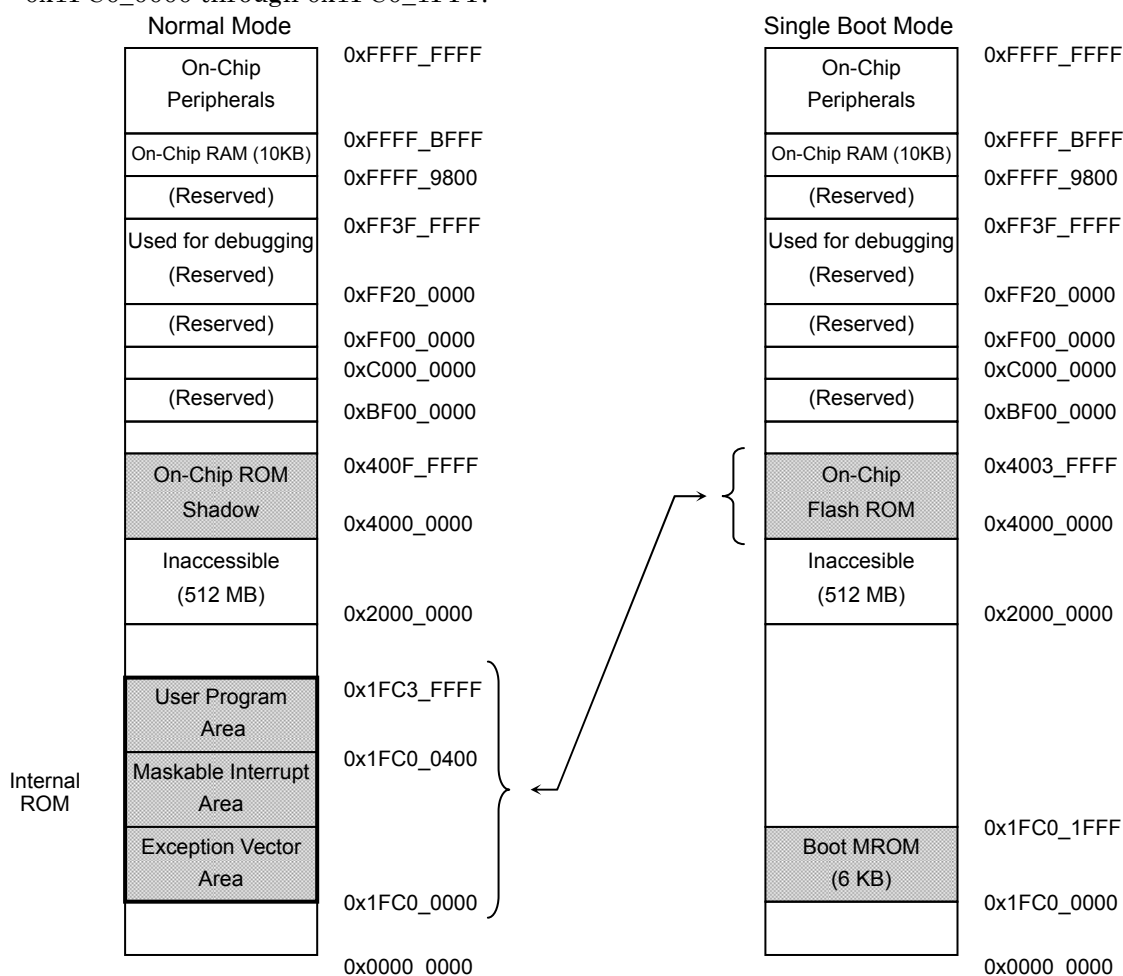 Normal Mode
0xFFFF_FFFF
On-Chip
Peripherals
0xFFFF_BFFF
On-Chip RAM (10KB)
0xFFFF_9800
(Reserved)
0xFF3F_FFFF
Used for debugging
(Reserved)
0xFF20_0000
(Reserved)
0xFF00_0000
0xC000_0000
(Reserved)
0xBF00_0000
0x400F_FFFF
On-Chip ROM
Shadow
0x4000_0000
Inaccessible
(512 MB)
0x2000_0000
0x1FC3_FFFF
User Program
Area
0x1FC0_0400
Maskable Interrupt
Area
Internal
ROM
Exception Vector
Area
0x1FC0_0000
0x0000_0000
Single Boot Mode
0xFFFF_FFFF
On-Chip
Peripherals
0xFFFF_BFFF
On-Chip RAM (10KB)
0xFFFF_9800
(Reserved)
0xFF3F_FFFF
Used for debugging
(Reserved)
0xFF20_0000
(Reserved)
0xFF00_0000
0xC000_0000
(Reserved)
0xBF00_0000
0x4003_FFFF
On-Chip
Flash ROM
0x4000_0000
Inaccesible
(512 MB)
0x2000_0000
0x1FC0_1FFF
Boot MROM
(6 KB)
0x1FC0_0000
0x0000_0000